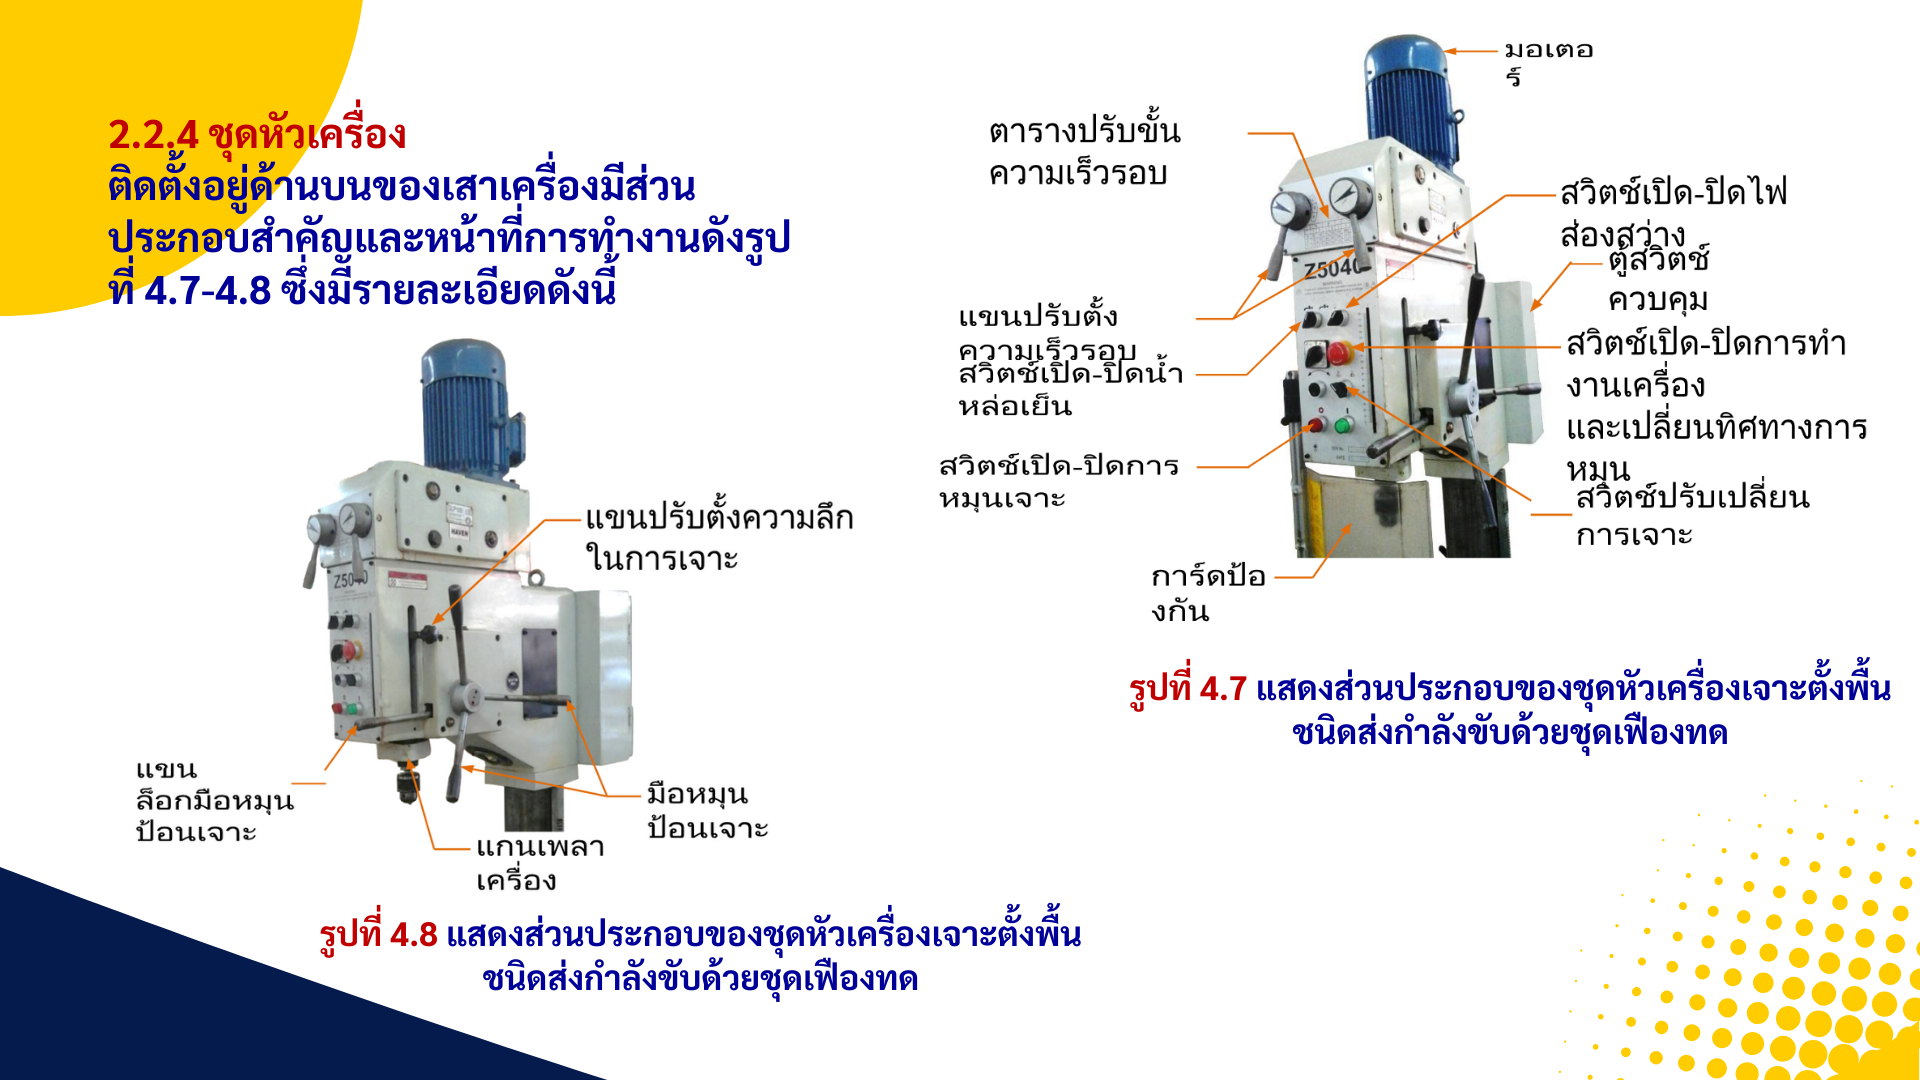 2.2.4 ชุดหัวเครื่อง
ติดตั้งอยู่ด้านบนของเสาเครื่องมีส่วน
ประกอบสำคัญและหน้าที่การทำงานดังรูป
ที่ 4.7-4.8 ซึ่งมีรายละเอียดดังนี้
มอเตอ
ร์
ตารางปรับขั้น
ความเร็วรอบ
สวิตช์เปิด-ปิดไฟ
ส่องสว่าง
ตู้สวิตช์
ควบคุม
แขนปรับตั้ง
ความเร็วรอบ
สวิตช์เปิด-ปิดน้ำ
หล่อเย็น
สวิตช์เปิด-ปิดการทำ
งานเครื่อง
และเปลี่ยนทิศทางการ
หมุน
สวิตช์เปิด-ปิดการ
หมุนเจาะ
สวิตช์ปรับเปลี่ยน
การเจาะ
การ์ดป้อ
งกัน
Z5040
รูปที่ 4.7 แสดงส่วนประกอบของชุดหัวเครื่องเจาะตั้งพื้น
ชนิดส่งกำลังขับด้วยชุดเฟืองทด
แขนปรับตั้งความลึก
ในการเจาะ
HAVEN
Z5040
แขน
ล็อกมือหมุน
ป้อนเจาะ
มือหมุน
ป้อนเจาะ
แกนเพลา
เครื่อง
รูปที่ 4.8 แสดงส่วนประกอบของชุดหัวเครื่องเจาะตั้งพื้น
ชนิดส่งกำลังขับด้วยชุดเฟืองทด